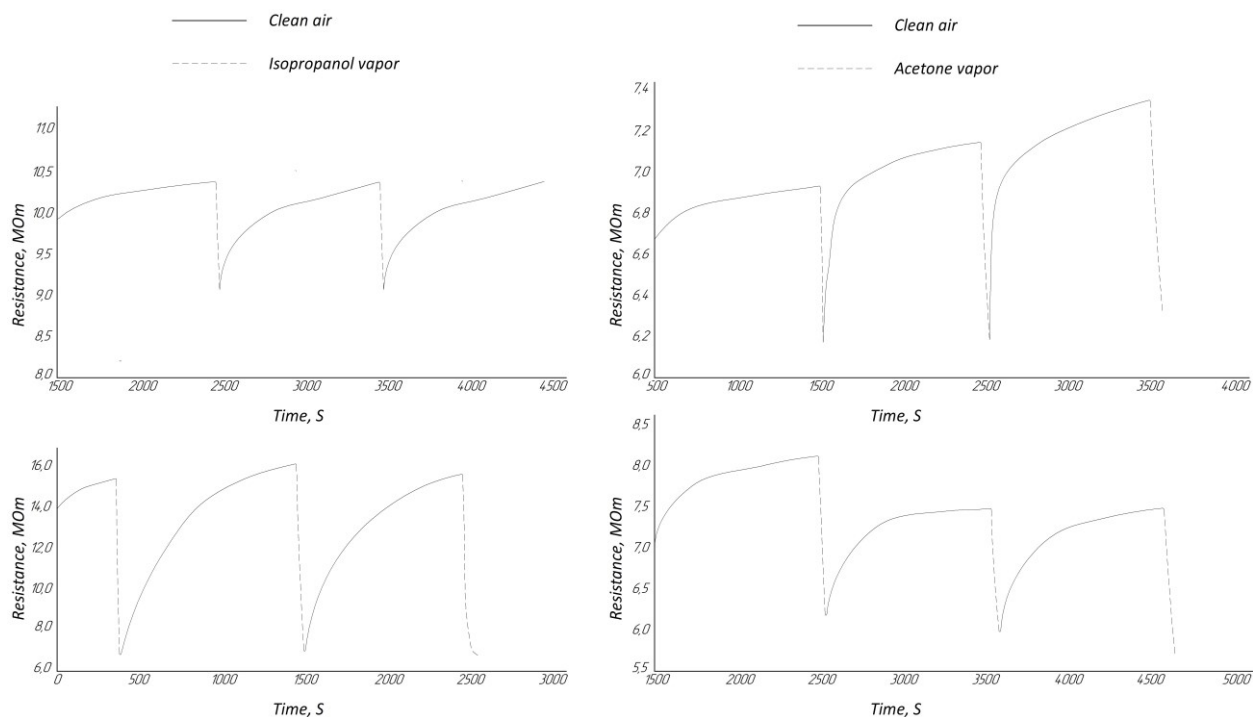 Clean air
Isopropanol vapor
Clean air
Acetone vapor
Resistance, MOm
11,0
10,5
10,0
9,5
9,0
8,5
8,0
1500 2000 2500 3000 3500 4000 4500
Time, S
Resistance, MOm
7,4
7,2
7,0
6,8
6,6
6,4
6,2
6,0
500 1000 1500 2000 2500 3000 3500 4000
Time, S
Resistance, MOm
16,0
14,0
12,0
10,0
8,0
6,0
0 500 1000 1500 2000 2500 3000
Time, S
Resistance, MOm
8,5
8,0
7,5
7,0
6,5
6,0
5,5
1500 2000 2500 3000 3500 4000 4500 5000
Time, S